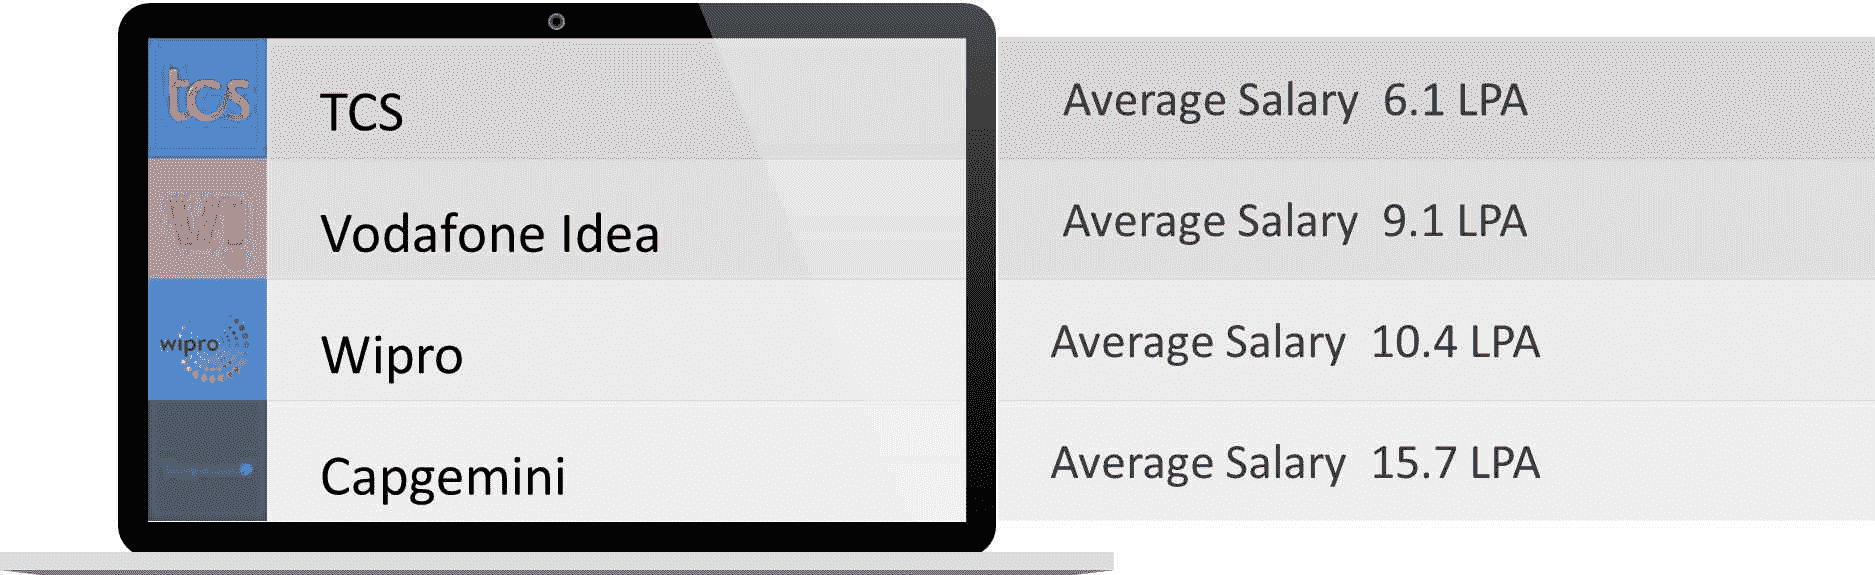 tcs
TCS
Average Salary 6.1 LPA
Vodafone Idea
Average Salary 9.1 LPA
wipro
Wipro
Average Salary 10.4 LPA
Capgemini
Average Salary 15.7 LPA